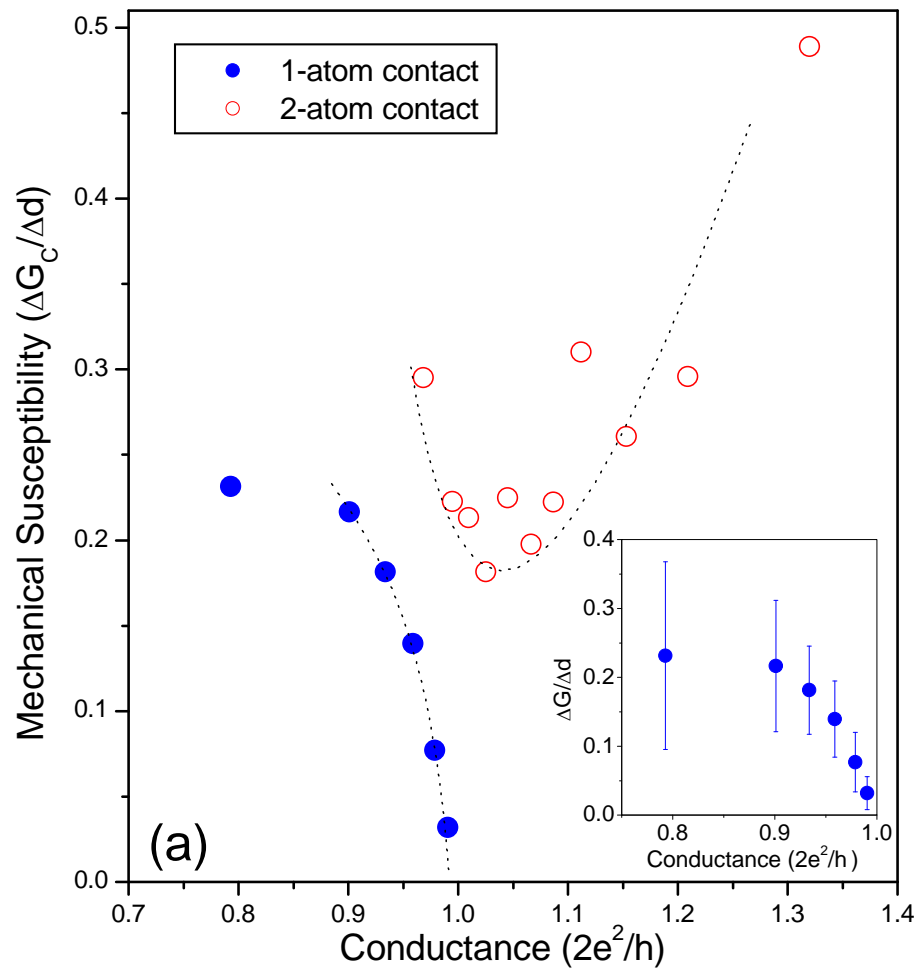 0.5
0.4
0.3
0.2
0.1
0.0
Mechanical Susceptibility (ΔG_C/Δd)
1-atom contact
2-atom contact
(a)
0.7 0.8 0.9 1.0 1.1 1.2 1.3 1.4
Conductance (2e²/h)
0.4
0.3
0.2
0.1
0.0
ΔG/Δd
0.8 0.9 1.0
Conductance (2e²/h)